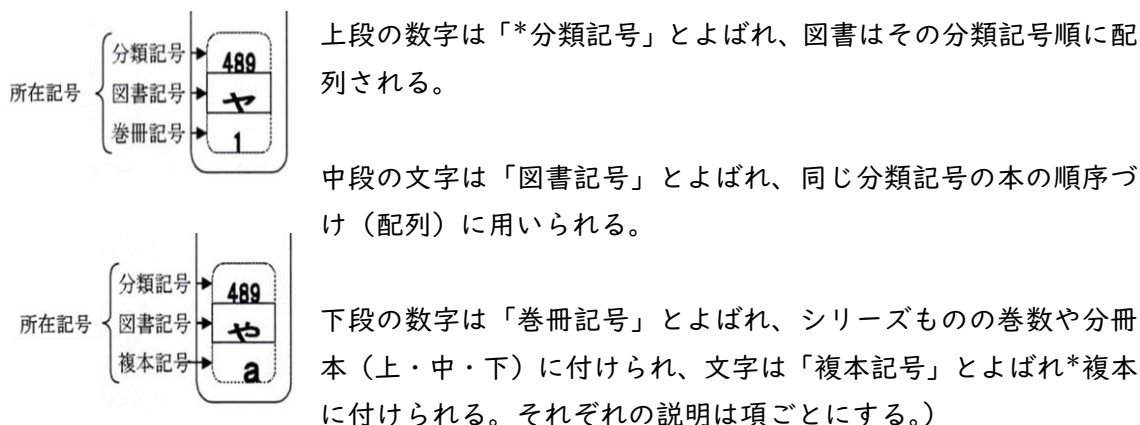 所在記号
分類記号
図書記号
巻冊記号
489
ヤ
1
上段の数字は「*分類記号」とよばれ、図書はその分類記号順に配
列される。
中段の文字は「図書記号」とよばれ、同じ分類記号の本の順序づ
け（配列）に用いられる。
所在記号
分類記号
図書記号
複本記号
489
や
a
下段の数字は「巻冊記号」とよばれ、シリーズものの巻数や分冊
本（上・中・下）に付けられ、文字は「複本記号」とよばれ*複本
に付けられる。それぞれの説明は項ごとにする。）